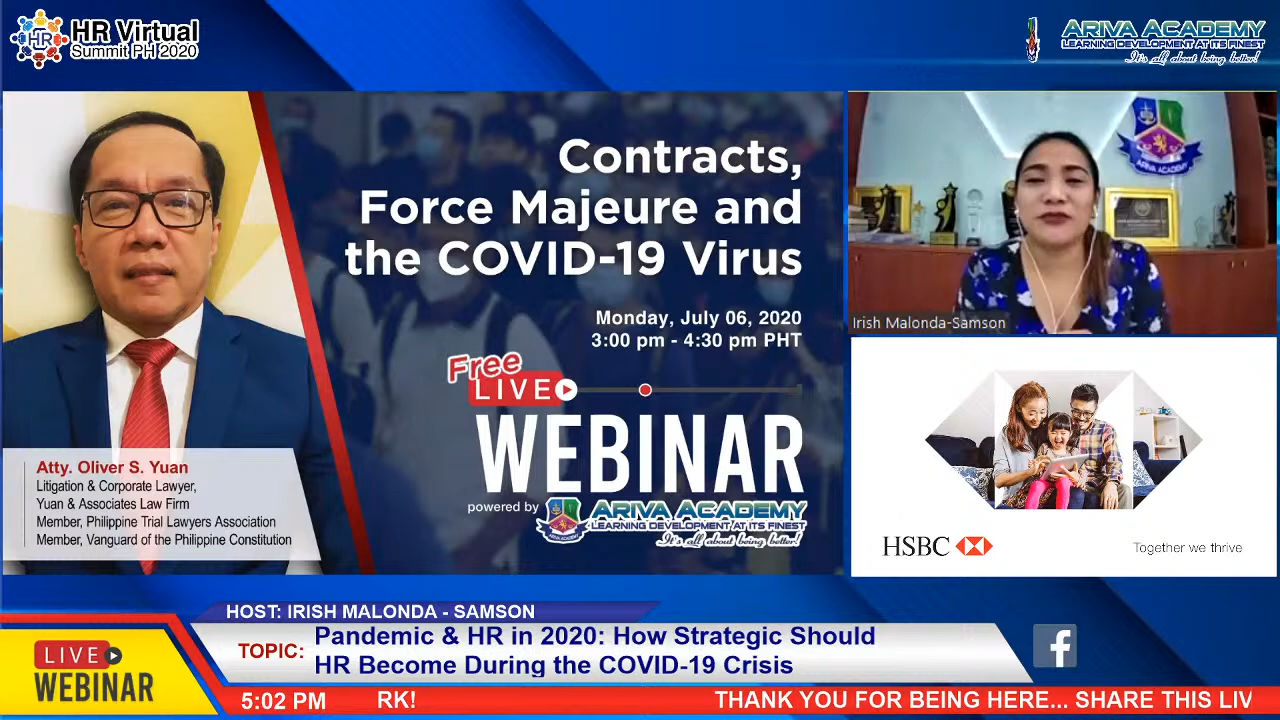 HR Virtual
Summit PH 2020
HR
ARIVA ACADEMY
LEARNING DEVELOPMENT AT ITS FINEST
It's all about being better!
Contracts,
Force Majeure and
the COVID-19 Virus
Monday, July 06, 2020
3:00 pm - 4:30 pm PHT
Free
LIVE
WEBINAR
powered by
ARIVA ACADEMY
LEARNING DEVELOPMENT AT ITS FINEST
It's all about being better!
Atty. Oliver S. Yuan
Litigation & Corporate Lawyer,
Yuan & Associates Law Firm
Member, Philippine Trial Lawyers Association
Member, Vanguard of the Philippine Constitution
ARIVA ACADEMY
Irish Malonda-Samson
HSBC
Together we thrive
HOST: IRISH MALONDA - SAMSON
TOPIC:
Pandemic & HR in 2020: How Strategic Should
HR Become During the COVID-19 Crisis
LIVE
WEBINAR
5:02 PM
RK!
THANK YOU FOR BEING HERE... SHARE THIS LIV